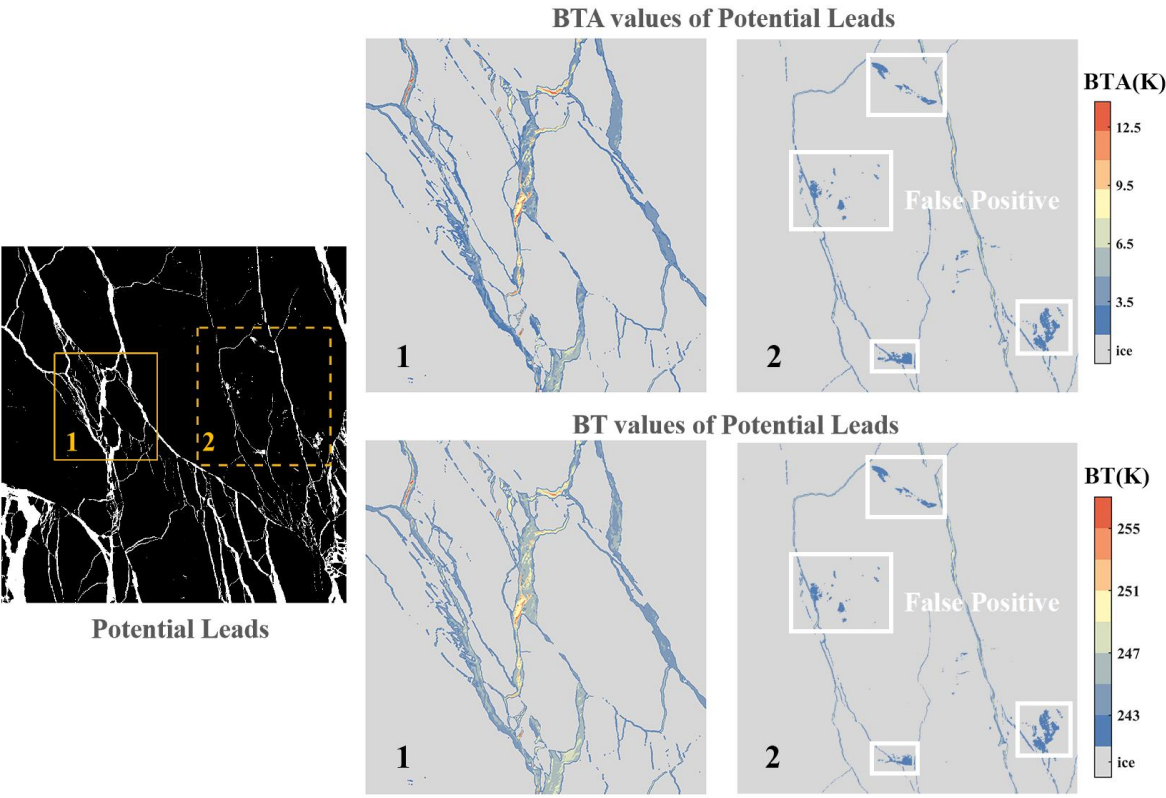 BTA values of Potential Leads
BTA(K)
12.5
9.5
6.5
3.5
ice
False Positive
1
2
1
2
Potential Leads
BT values of Potential Leads
BT(K)
255
251
247
243
ice
False Positive
1
2